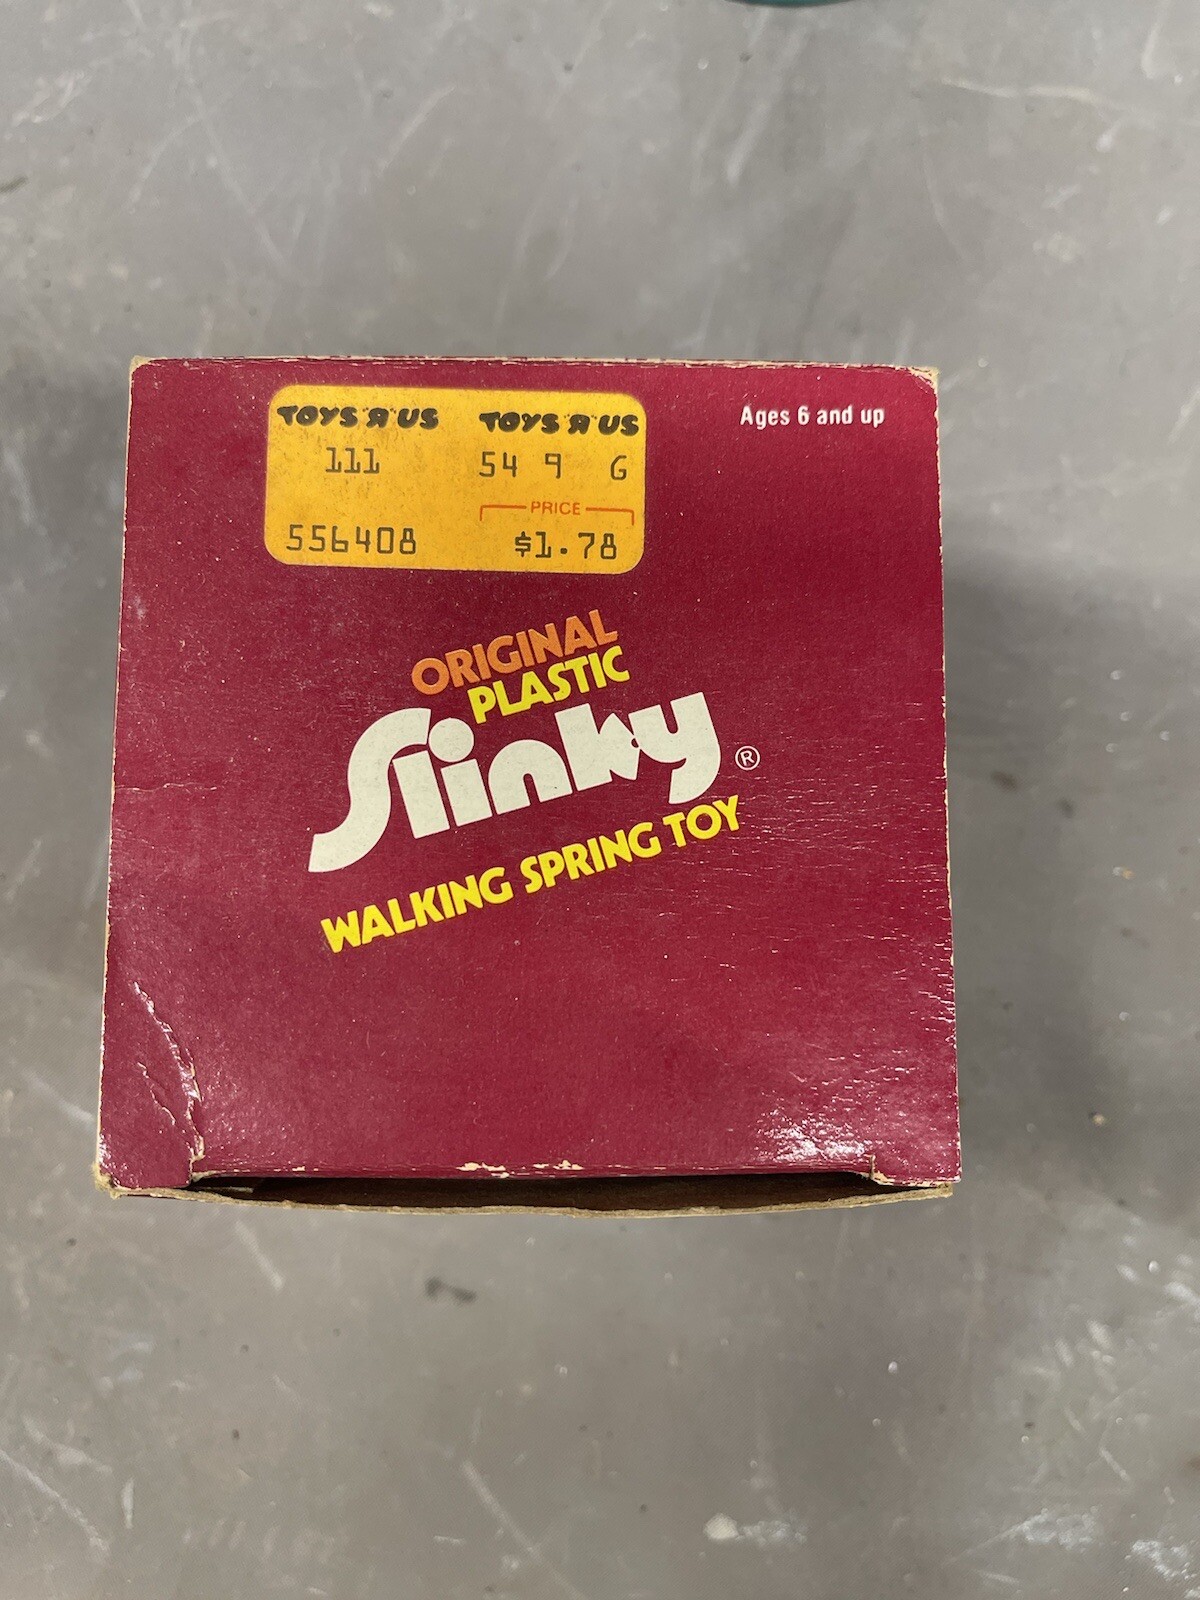 TOYS "R" US TOYS "R" US
111 54 9 G
PRICE
556408 $1.78
Ages 6 and up
ORIGINAL
PLASTIC
Slinky®
WALKING SPRING TOY